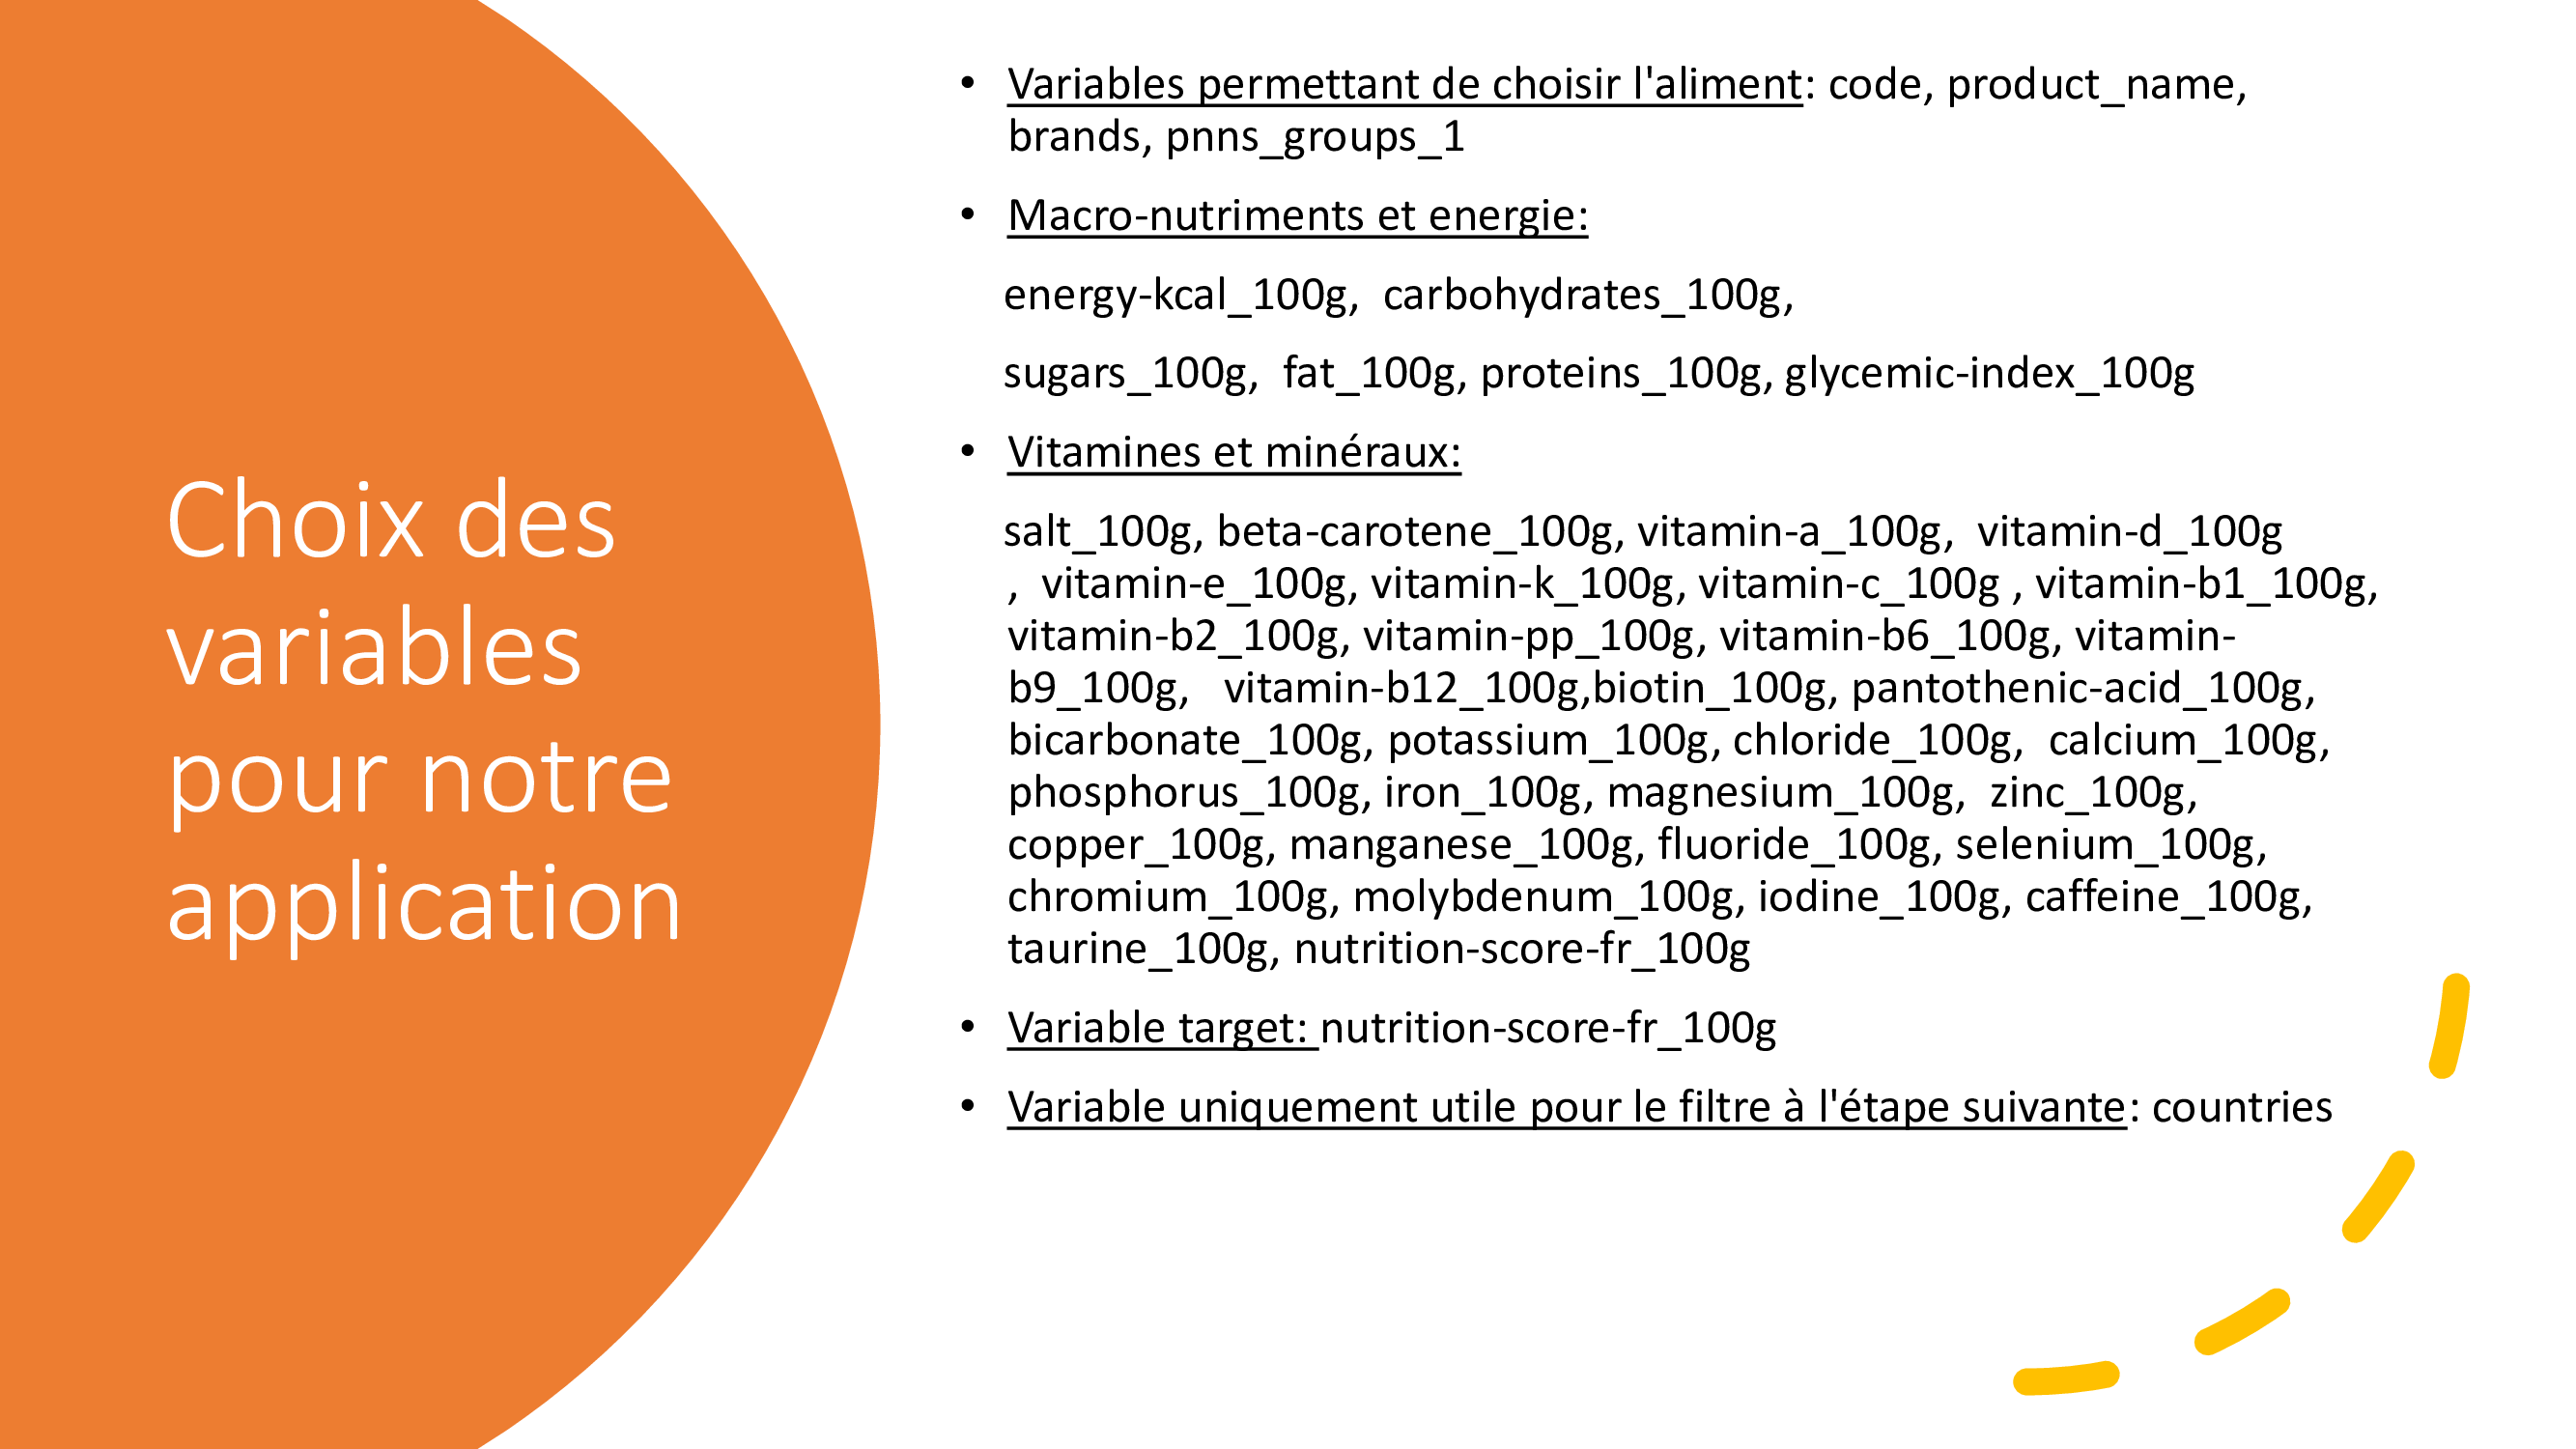 Choix des
variables
pour notre
application
• Variables permettant de choisir l'aliment: code, product_name,
brands, pnns_groups_1
• Macro-nutriments et energie:
energy-kcal_100g,  carbohydrates_100g,
sugars_100g,  fat_100g, proteins_100g, glycemic-index_100g
• Vitamines et minéraux:
salt_100g, beta-carotene_100g, vitamin-a_100g,  vitamin-d_100g
,  vitamin-e_100g, vitamin-k_100g, vitamin-c_100g , vitamin-b1_100g,
vitamin-b2_100g, vitamin-pp_100g, vitamin-b6_100g, vitamin-
b9_100g,   vitamin-b12_100g,biotin_100g, pantothenic-acid_100g,
bicarbonate_100g, potassium_100g, chloride_100g,  calcium_100g,
phosphorus_100g, iron_100g, magnesium_100g,  zinc_100g,
copper_100g, manganese_100g, fluoride_100g, selenium_100g,
chromium_100g, molybdenum_100g, iodine_100g, caffeine_100g,
taurine_100g, nutrition-score-fr_100g
• Variable target: nutrition-score-fr_100g
• Variable uniquement utile pour le filtre à l'étape suivante: countries